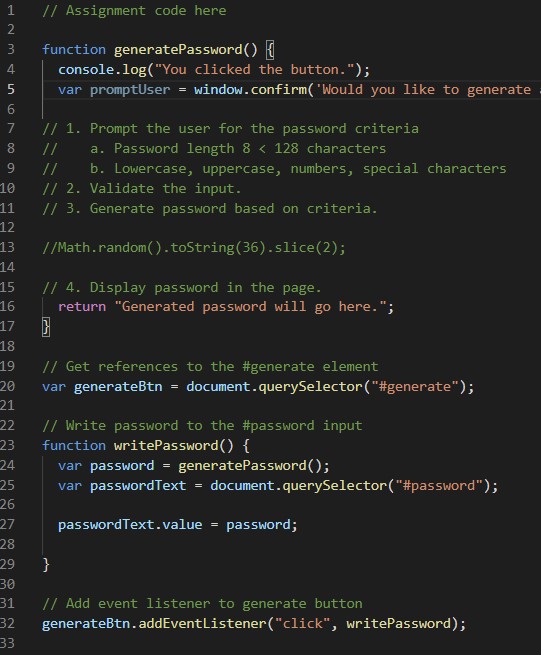 1 // Assignment code here
2
3 function generatePassword() {
4 console.log("You clicked the button.");
5 var promptUser = window.confirm('Would you like to generate
6
7 // 1. Prompt the user for the password criteria
8 // a. Password length 8 < 128 characters
9 // b. Lowercase, uppercase, numbers, special characters
10 // 2. Validate the input.
11 // 3. Generate password based on criteria.
12
13 //Math.random().toString(36).slice(2);
14
15 // 4. Display password in the page.
16 return "Generated password will go here.";
17 }
18
19 // Get references to the #generate element
20 var generateBtn = document.querySelector("#generate");
21
22 // Write password to the #password input
23 function writePassword() {
24 var password = generatePassword();
25 var passwordText = document.querySelector("#password");
26
27 passwordText.value = password;
28
29 }
30
31 // Add event listener to generate button
32 generateBtn.addEventListener("click", writePassword);
33